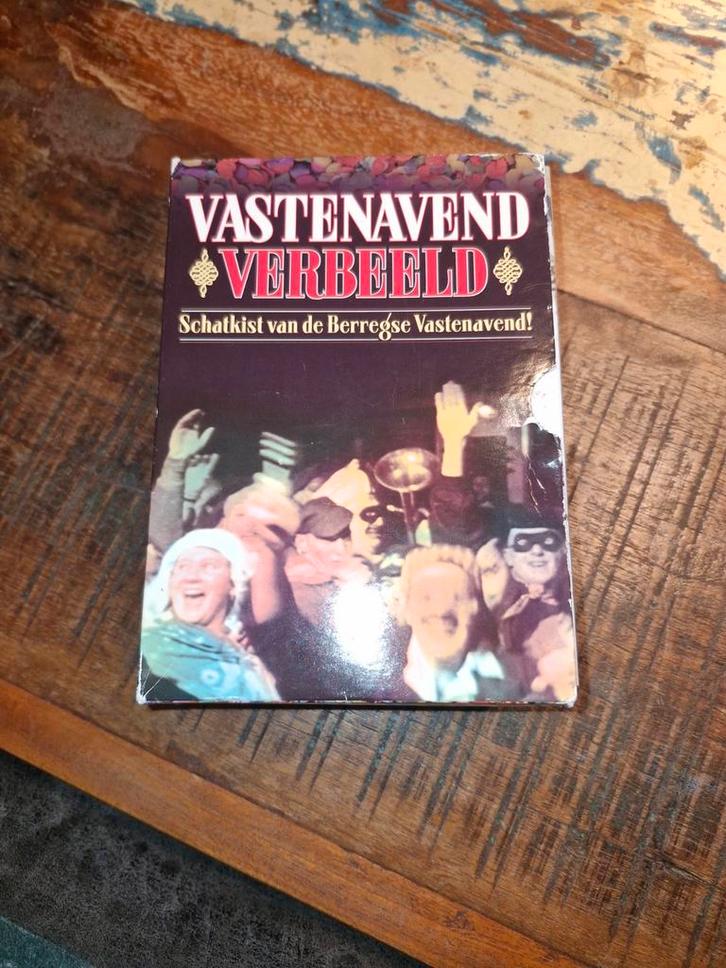 VASTENAVEND
VERBEELD
Schatkist van de Berregse Vastenavend!